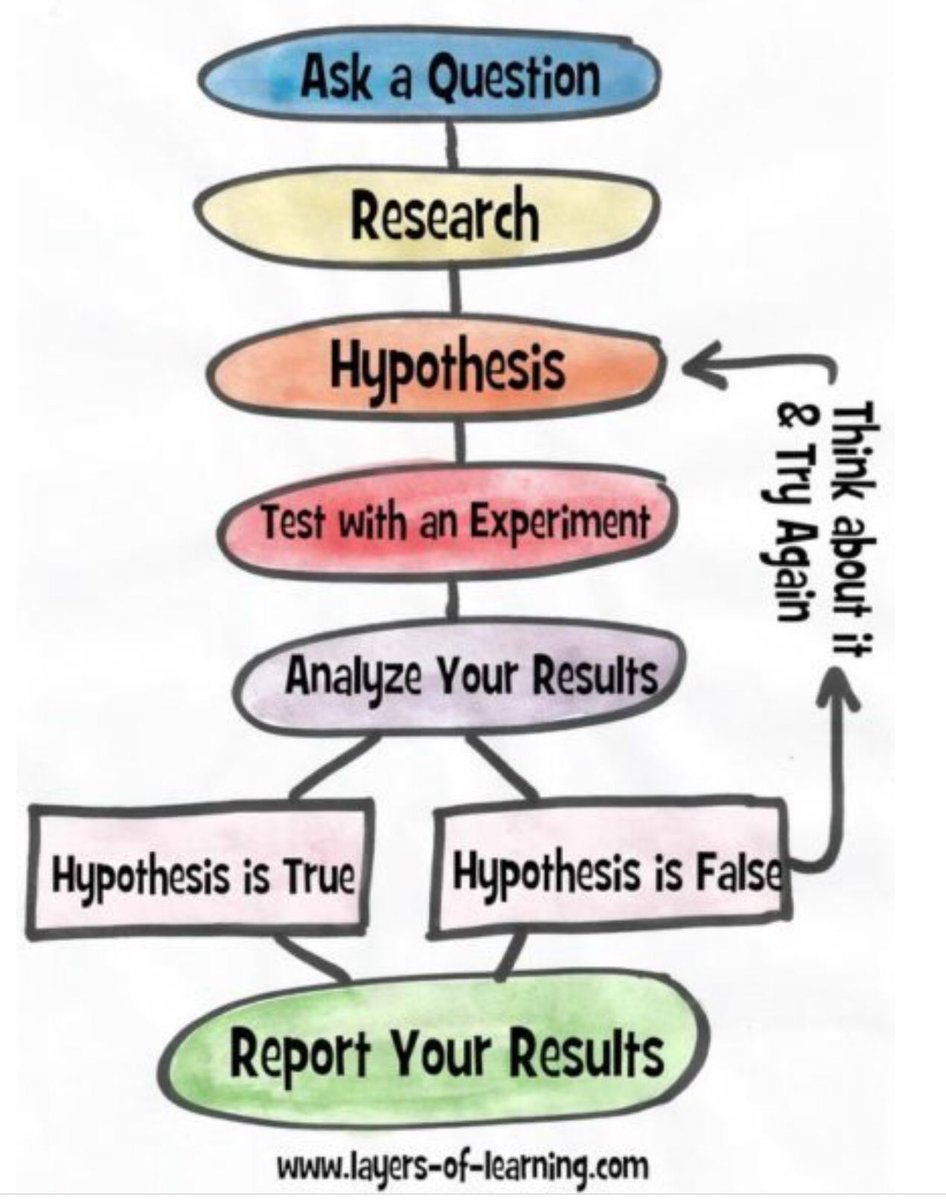 Ask a Question
Research
Hypothesis
Test with an Experiment
Analyze Your Results
Hypothesis is True
Hypothesis is False
Think about it
& Try Again
Report Your Results
www.layers-of-learning.com